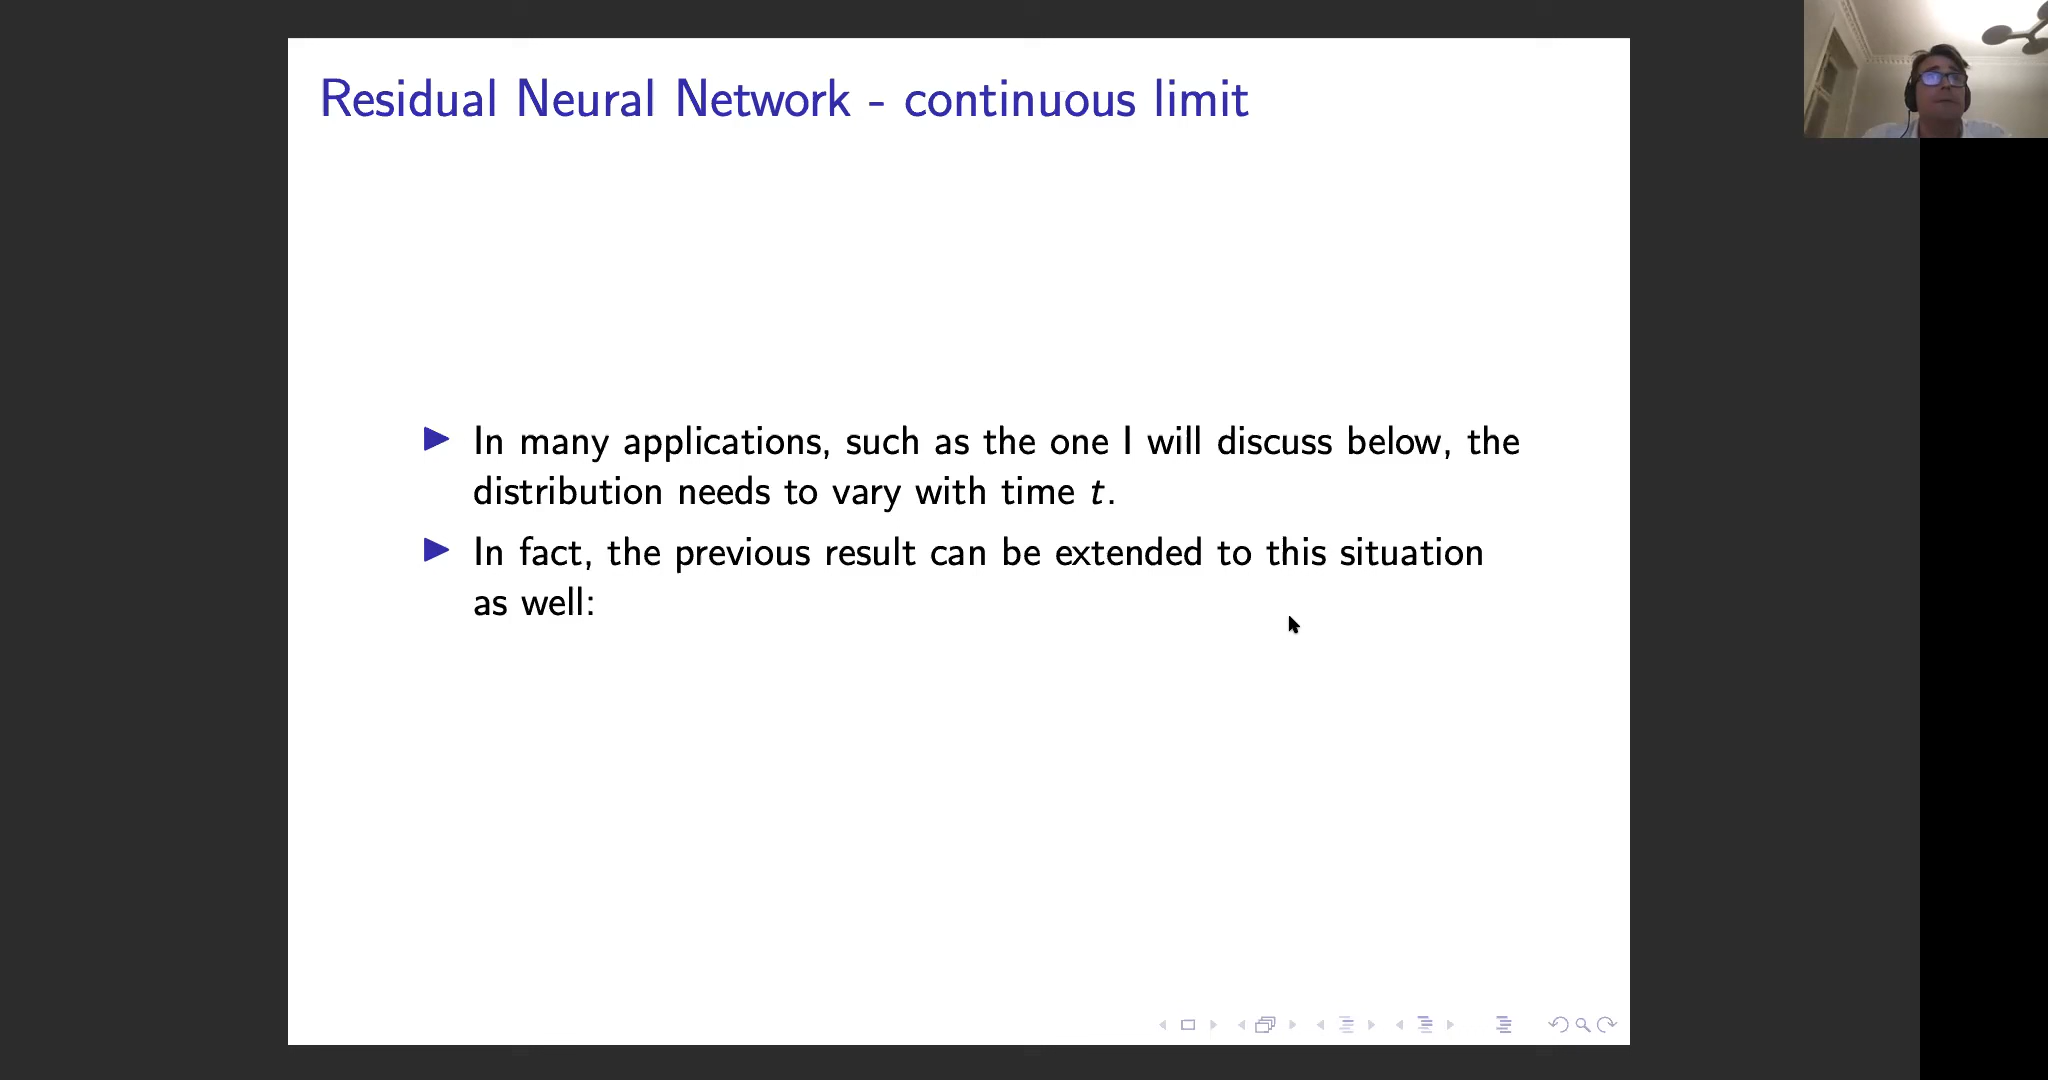 Residual Neural Network - continuous limit
▶ In many applications, such as the one I will discuss below, the
distribution needs to vary with time t.
▶ In fact, the previous result can be extended to this situation
as well: